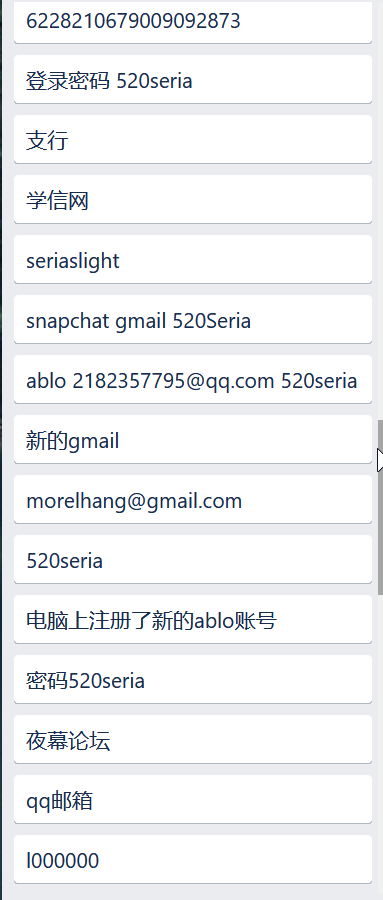 6228210679009092873
登录密码 520seria
支行
学信网
seriaslight
snapchat gmail 520Seria
ablo 2182357795@qq.com 520seria
新的gmail
morelhang@gmail.com
520seria
电脑上注册了新的ablo账号
密码520seria
夜幕论坛
qq邮箱
l000000